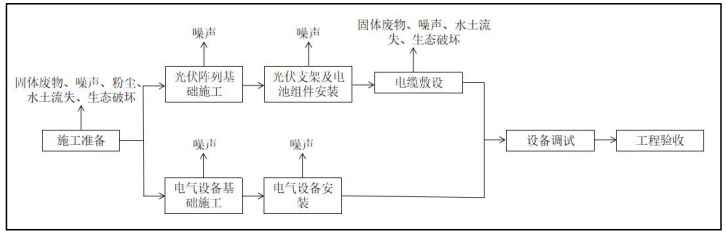 噪声
噪声
固体废物、噪声、水土流
失、生态破坏
固体废物、噪声、粉尘、
水土流失、生态破坏
光伏阵列基
础施工
光伏支架及电
池组件安装
电缆敷设
施工准备
噪声
噪声
设备调试
工程验收
电气设备基
础施工
电气设备安
装